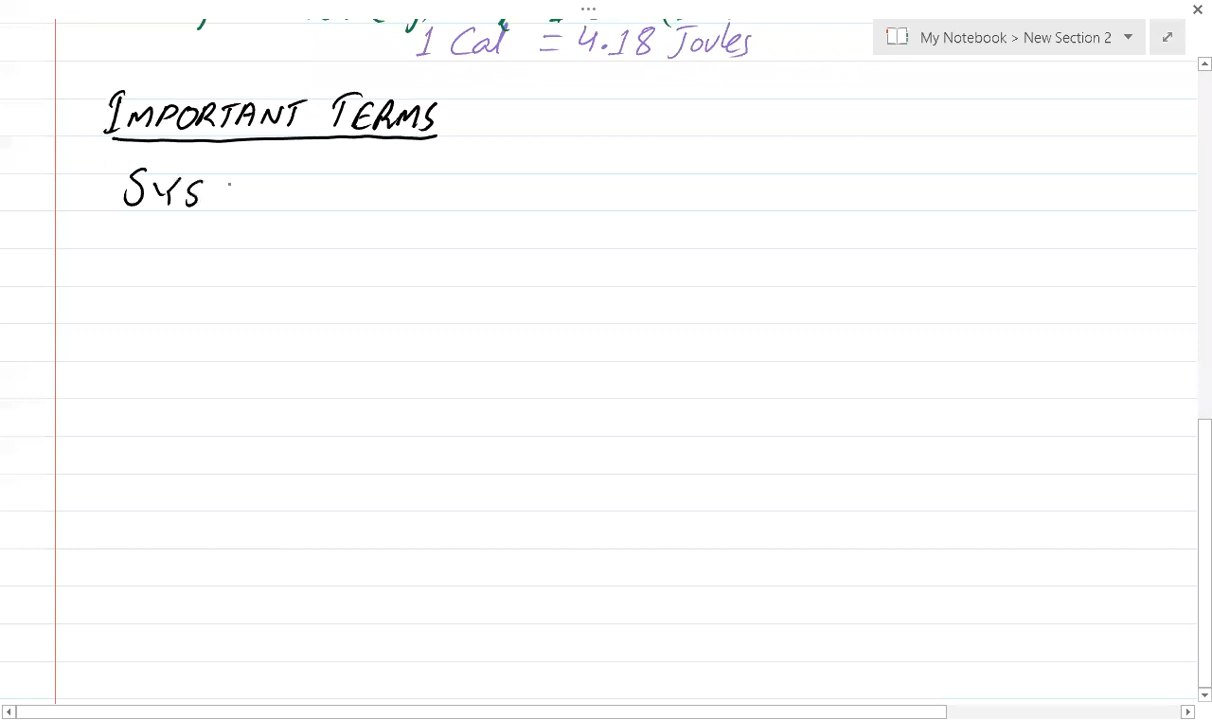 1 Cal = 4.18 Joules
My Notebook > New Section 2
IMPORTANT TERMS
SYS